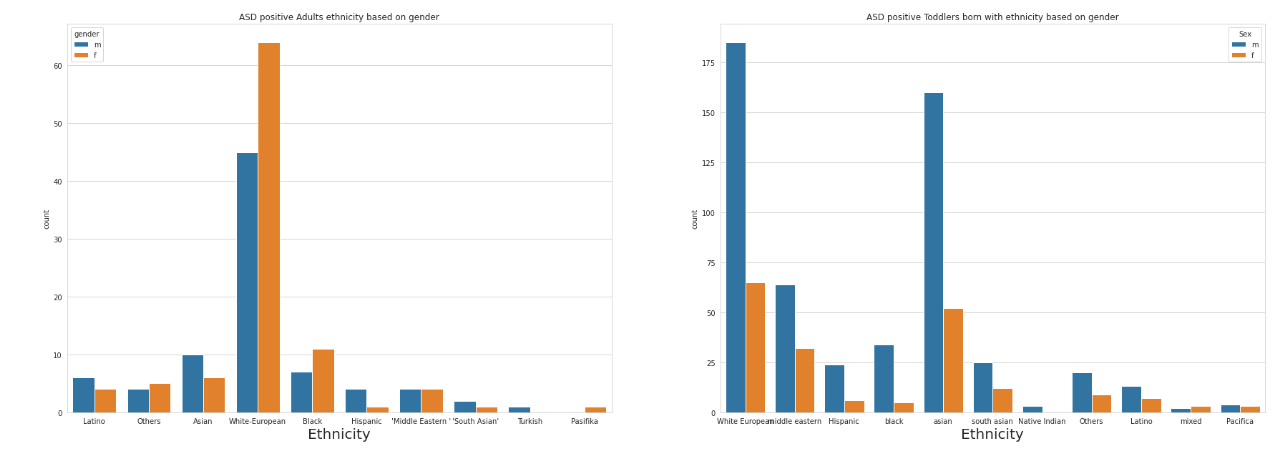 ASD positive Adults ethnicity based on gender
gender
m
f
count
60
50
40
30
20
10
0
Latino Others Asian White-European Black Hispanic 'Middle Eastern ' 'South Asian' Turkish Pasifika
Ethnicity
ASD positive Toddlers born with ethnicity based on gender
Sex
m
f
count
175
150
125
100
75
50
25
0
White European middle eastern Hispanic black asian south asian Native Indian Others Latino mixed Pacifica
Ethnicity